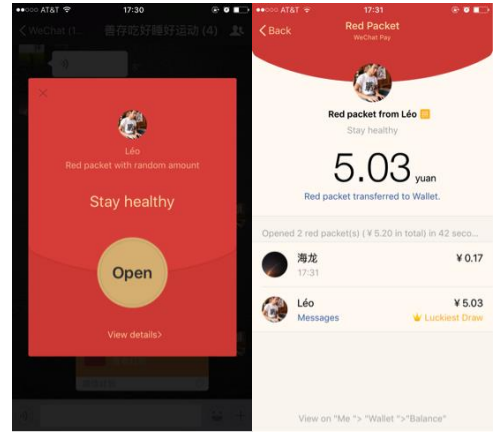 AT&T
17:30
WeChat (1...
善存吃好睡好运动 (4)
Léo
Red packet with random amount
Stay healthy
Open
View details>
AT&T
17:31
Back
Red Packet
WeChat Pay
Red packet from Léo
Stay healthy
5.03 yuan
Red packet transferred to Wallet.
Opened 2 red packet(s) ( ¥ 5.20 in total) in 42 seco...
海龙
¥ 0.17
17:31
Léo
¥ 5.03
Messages
Luckiest Draw
View on "Me "> "Wallet ">"Balance"